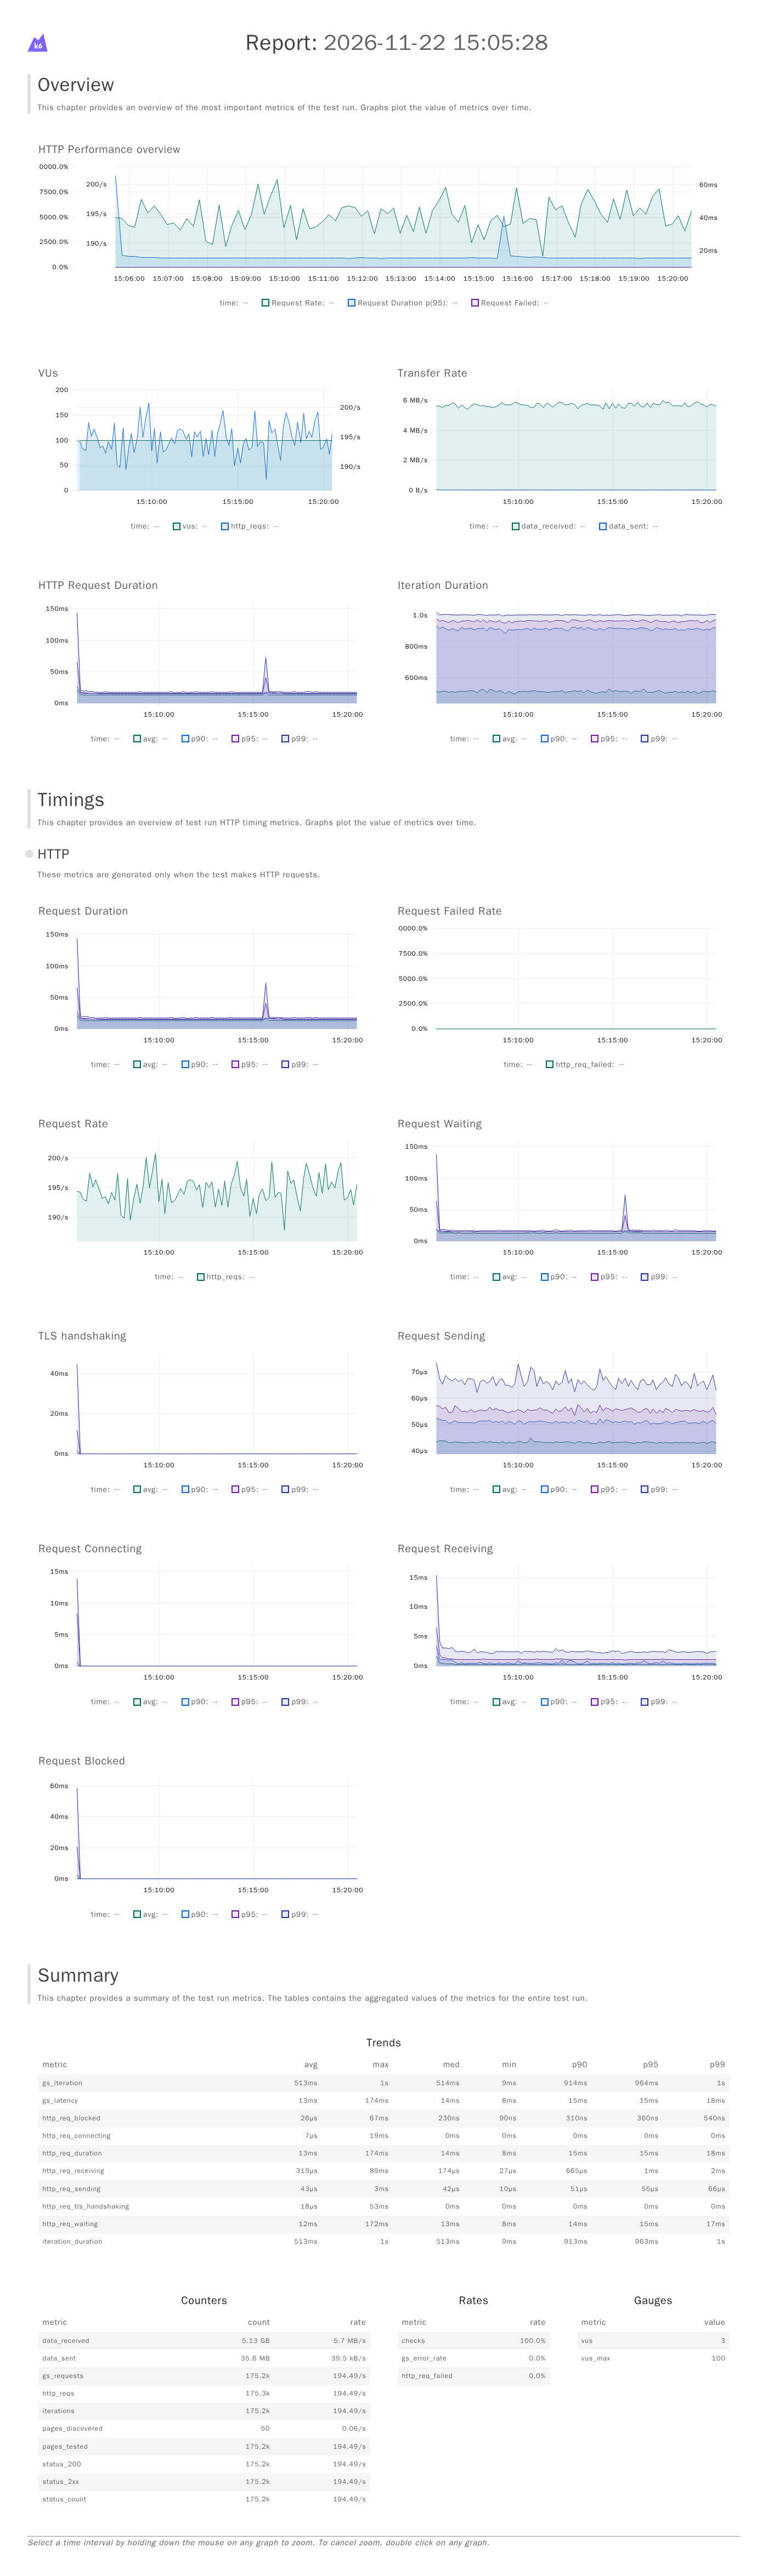 k6
Report: 2026-11-22 15:05:28
Overview
This chapter provides an overview of the most important metrics of the test run. Graphs plot the value of metrics over time.
HTTP Performance overview
0000.0% 7500.0% 5000.0% 2500.0% 0.0%
200/s 195/s 190/s
60ms 40ms 20ms
15:06:00 15:07:00 15:08:00 15:09:00 15:10:00 15:11:00 15:12:00 15:13:00 15:14:00 15:15:00 15:16:00 15:17:00 15:18:00 15:19:00 15:20:00
time: -- Request Rate: -- Request Duration p(95): -- Request Failed: --
VUs
200 150 100 50 0
200/s 195/s 190/s
15:10:00 15:15:00 15:20:00
time: -- vus: -- http_reqs: --
Transfer Rate
6 MB/s 4 MB/s 2 MB/s 0 B/s
15:10:00 15:15:00 15:20:00
time: -- data_received: -- data_sent: --
HTTP Request Duration
150ms 100ms 50ms 0ms
15:10:00 15:15:00 15:20:00
time: -- avg: -- p90: -- p95: -- p99: --
Iteration Duration
1.0s 800ms 600ms
15:10:00 15:15:00 15:20:00
time: -- avg: -- p90: -- p95: -- p99: --
Timings
This chapter provides an overview of test run HTTP timing metrics. Graphs plot the value of metrics over time.
HTTP
These metrics are generated only when the test makes HTTP requests.
Request Duration
150ms 100ms 50ms 0ms
15:10:00 15:15:00 15:20:00
time: -- avg: -- p90: -- p95: -- p99: --
Request Failed Rate
0000.0% 7500.0% 5000.0% 2500.0% 0.0%
15:10:00 15:15:00 15:20:00
time: -- http_req_failed: --
Request Rate
200/s 195/s 190/s
15:10:00 15:15:00 15:20:00
time: -- http_reqs: --
Request Waiting
150ms 100ms 50ms 0ms
15:10:00 15:15:00 15:20:00
time: -- avg: -- p90: -- p95: -- p99: --
TLS handshaking
40ms 20ms 0ms
15:10:00 15:15:00 15:20:00
time: -- avg: -- p90: -- p95: -- p99: --
Request Sending
70µs 60µs 50µs 40µs
15:10:00 15:15:00 15:20:00
time: -- avg: -- p90: -- p95: -- p99: --
Request Connecting
15ms 10ms 5ms 0ms
15:10:00 15:15:00 15:20:00
time: -- avg: -- p90: -- p95: -- p99: --
Request Receiving
15ms 10ms 5ms 0ms
15:10:00 15:15:00 15:20:00
time: -- avg: -- p90: -- p95: -- p99: --
Request Blocked
60ms 40ms 20ms 0ms
15:10:00 15:15:00 15:20:00
time: -- avg: -- p90: -- p95: -- p99: --
Summary
This chapter provides a summary of the test run metrics. The tables contains the aggregated values of the metrics for the entire test run.
Trends
metric avg max med min p90 p95 p99
gs_iteration 513ms 1s 514ms 9ms 914ms 964ms 1s
gs_latency 13ms 174ms 14ms 8ms 15ms 15ms 18ms
http_req_blocked 26µs 67ms 230ns 90ns 310ns 360ns 540ns
http_req_connecting 7µs 19ms 0ms 0ms 0ms 0ms 0ms
http_req_duration 13ms 174ms 14ms 8ms 15ms 15ms 18ms
http_req_receiving 319µs 89ms 174µs 27µs 665µs 1ms 2ms
http_req_sending 43µs 3ms 42µs 10µs 51µs 55µs 66µs
http_req_tls_handshaking 18µs 53ms 0ms 0ms 0ms 0ms 0ms
http_req_waiting 12ms 172ms 13ms 8ms 14ms 15ms 17ms
iteration_duration 513ms 1s 513ms 9ms 913ms 963ms 1s
Counters
metric count rate
data_received 5.13 GB 5.7 MB/s
data_sent 35.6 MB 39.5 kB/s
gs_requests 175.2k 194.49/s
http_reqs 175.3k 194.49/s
iterations 175.2k 194.49/s
pages_discovered 50 0.06/s
pages_tested 175.2k 194.49/s
status_200 175.2k 194.49/s
status_2xx 175.2k 194.49/s
status_count 175.2k 194.49/s
Rates
metric rate
checks 100.0%
gs_error_rate 0.0%
http_req_failed 0.0%
Gauges
metric value
vus 3
vus_max 100
Select a time interval by holding down the mouse on any graph to zoom. To cancel zoom, double click on any graph.